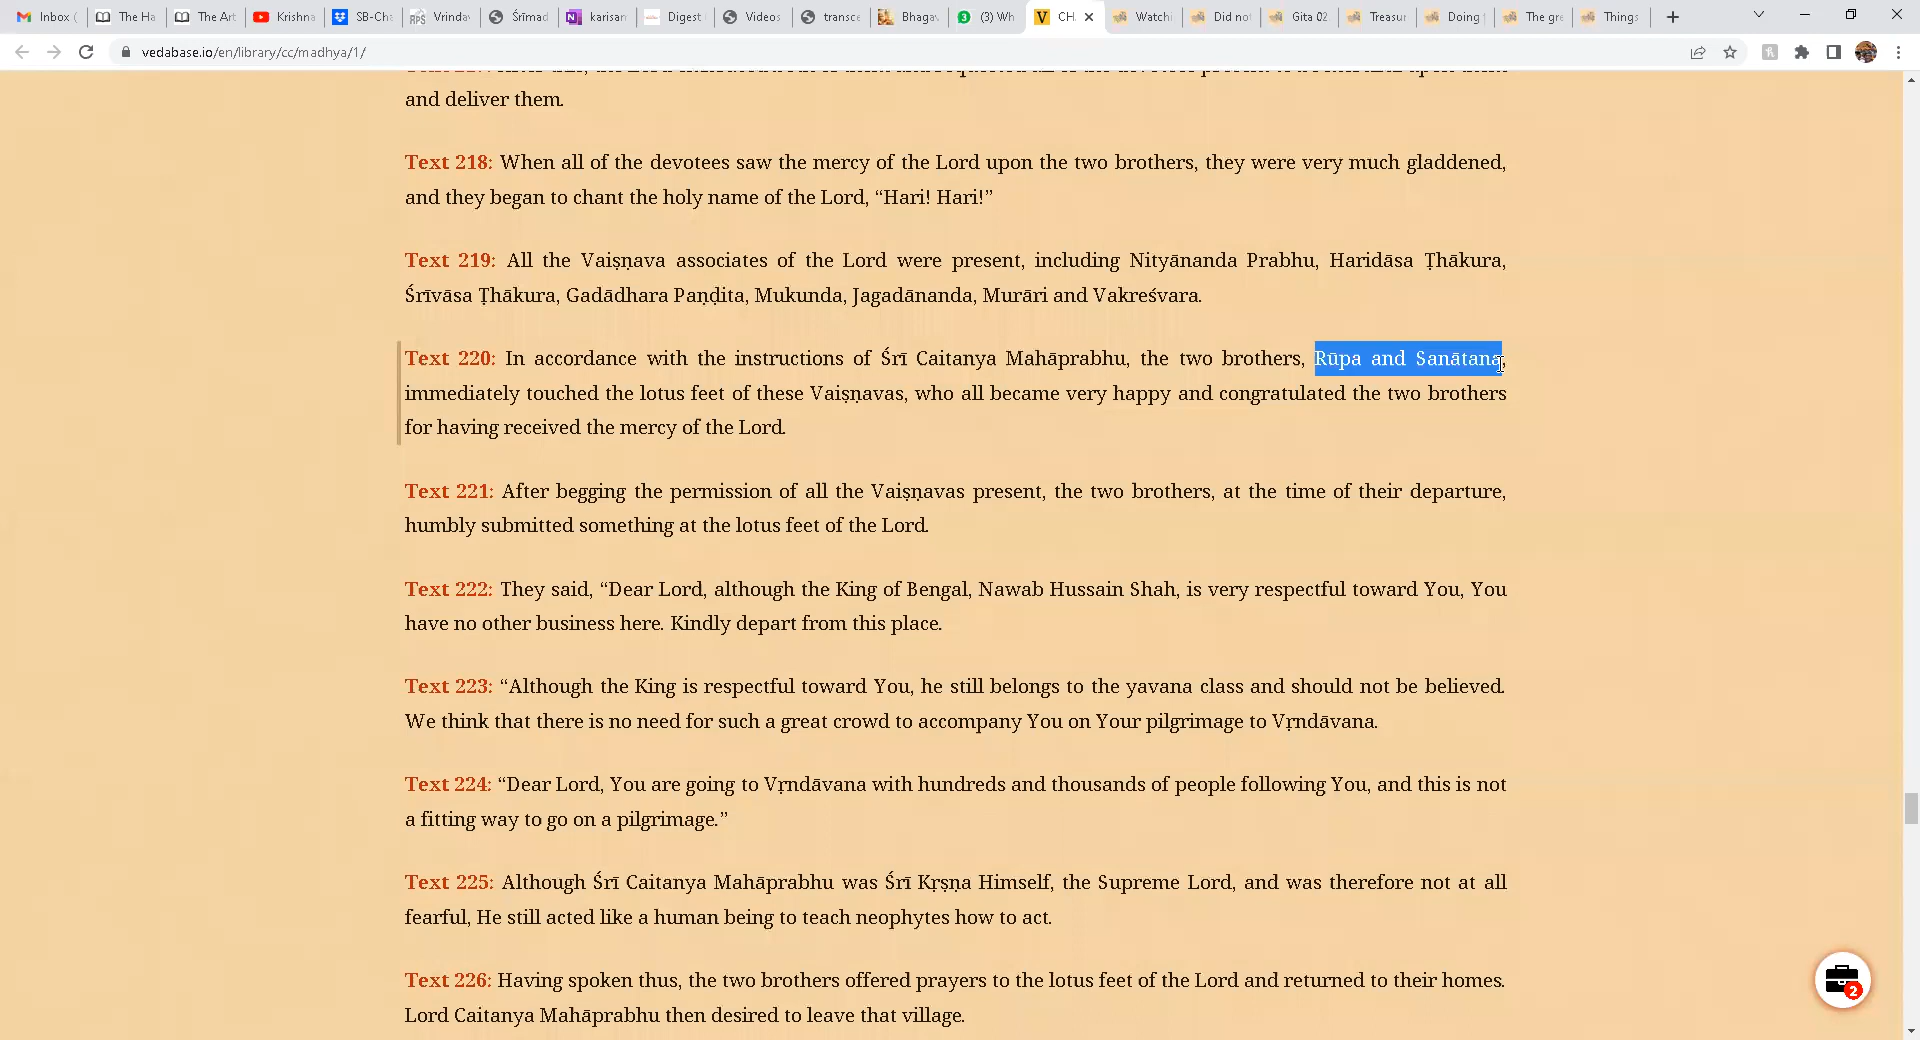 Inbox (
The Ha
The Art
Krishna
SB-Cha
Vrindav
Śrīmad
karisan
Digest
Videos
transce
Bhagav
(3) Wh
CH
Watchi
Did not
Gita 02
Treasur
Doing
The gre
Things
vedabase.io/en/library/cc/madhya/1/
and deliver them.
Text 218: When all of the devotees saw the mercy of the Lord upon the two brothers, they were very much gladdened,
and they began to chant the holy name of the Lord, “Hari! Hari!”
Text 219: All the Vaiṣṇava associates of the Lord were present, including Nityānanda Prabhu, Haridāsa Ṭhākura,
Śrīvāsa Ṭhākura, Gadādhara Paṇḍita, Mukunda, Jagadānanda, Murāri and Vakreśvara.
Text 220: In accordance with the instructions of Śrī Caitanya Mahāprabhu, the two brothers, Rūpa and Sanātana,
immediately touched the lotus feet of these Vaiṣṇavas, who all became very happy and congratulated the two brothers
for having received the mercy of the Lord.
Text 221: After begging the permission of all the Vaiṣṇavas present, the two brothers, at the time of their departure,
humbly submitted something at the lotus feet of the Lord.
Text 222: They said, “Dear Lord, although the King of Bengal, Nawab Hussain Shah, is very respectful toward You, You
have no other business here. Kindly depart from this place.
Text 223: “Although the King is respectful toward You, he still belongs to the yavana class and should not be believed.
We think that there is no need for such a great crowd to accompany You on Your pilgrimage to Vṛndāvana.
Text 224: “Dear Lord, You are going to Vṛndāvana with hundreds and thousands of people following You, and this is not
a fitting way to go on a pilgrimage.”
Text 225: Although Śrī Caitanya Mahāprabhu was Śrī Kṛṣṇa Himself, the Supreme Lord, and was therefore not at all
fearful, He still acted like a human being to teach neophytes how to act.
Text 226: Having spoken thus, the two brothers offered prayers to the lotus feet of the Lord and returned to their homes.
Lord Caitanya Mahāprabhu then desired to leave that village.
2